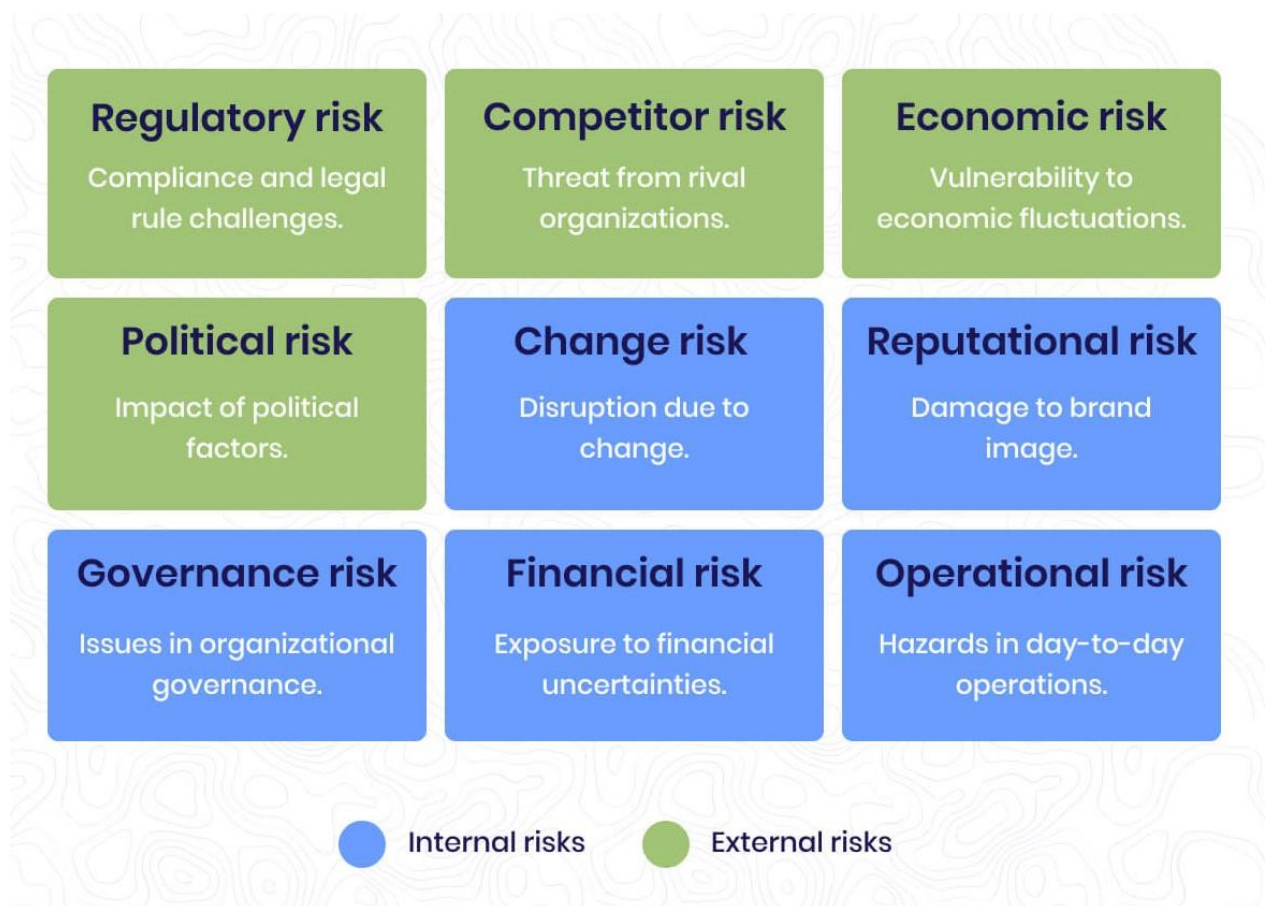 Regulatory risk
Compliance and legal
rule challenges.
Competitor risk
Threat from rival
organizations.
Economic risk
Vulnerability to
economic fluctuations.
Political risk
Impact of political
factors.
Change risk
Disruption due to
change.
Reputational risk
Damage to brand
image.
Governance risk
Issues in organizational
governance.
Financial risk
Exposure to financial
uncertainties.
Operational risk
Hazards in day-to-day
operations.
Internal risks
External risks